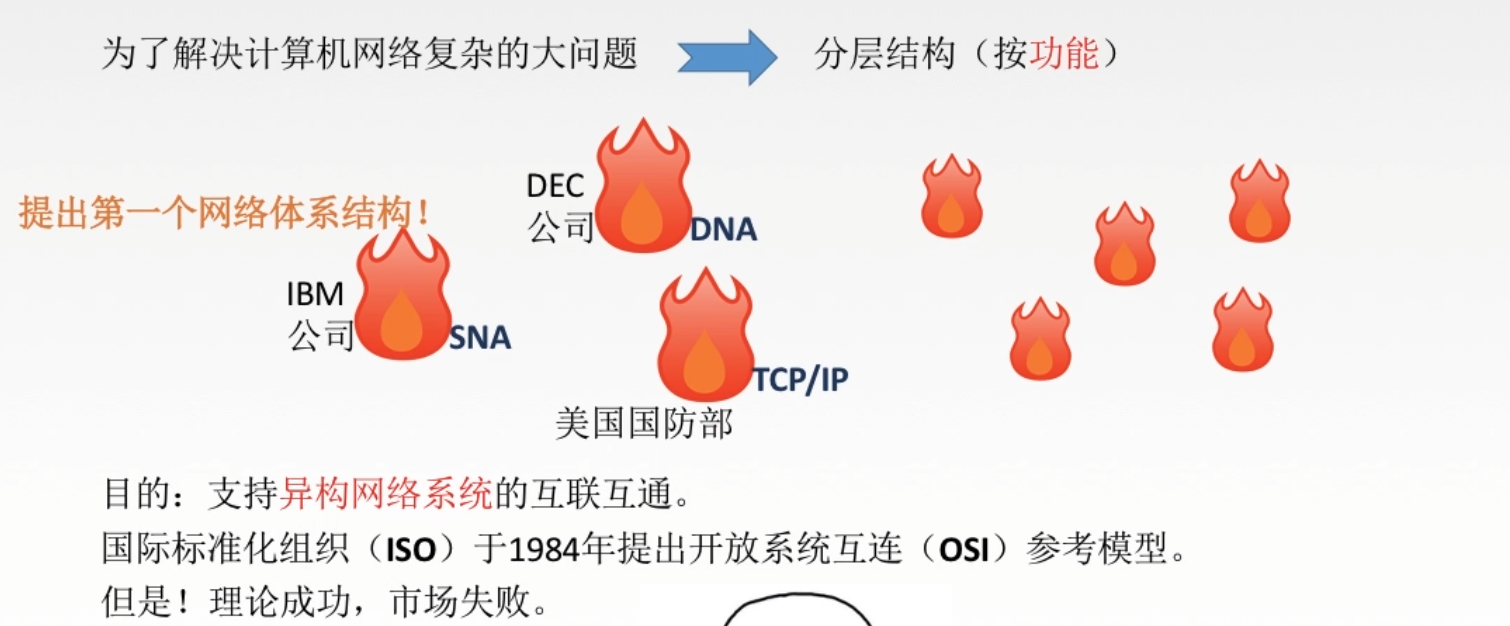 为了解决计算机网络复杂的大问题
分层结构（按功能）
提出第一个网络体系结构！
DEC
公司
DNA
IBM
公司
SNA
TCP/IP
美国国防部
目的：支持异构网络系统的互联互通。
国际标准化组织（ISO）于1984年提出开放系统互连（OSI）参考模型。
但是！理论成功，市场失败。